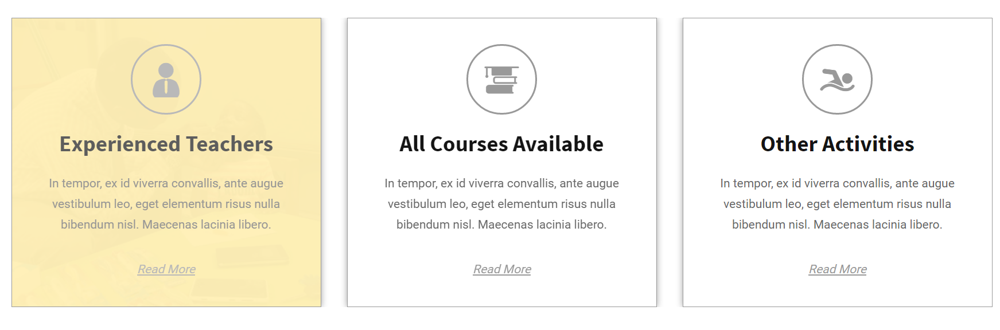 Experienced Teachers
In tempor, ex id viverra convallis, ante augue
vestibulum leo, eget elementum risus nulla
bibendum nisl. Maecenas lacinia libero.
Read More
All Courses Available
In tempor, ex id viverra convallis, ante augue
vestibulum leo, eget elementum risus nulla
bibendum nisl. Maecenas lacinia libero.
Read More
Other Activities
In tempor, ex id viverra convallis, ante augue
vestibulum leo, eget elementum risus nulla
bibendum nisl. Maecenas lacinia libero.
Read More